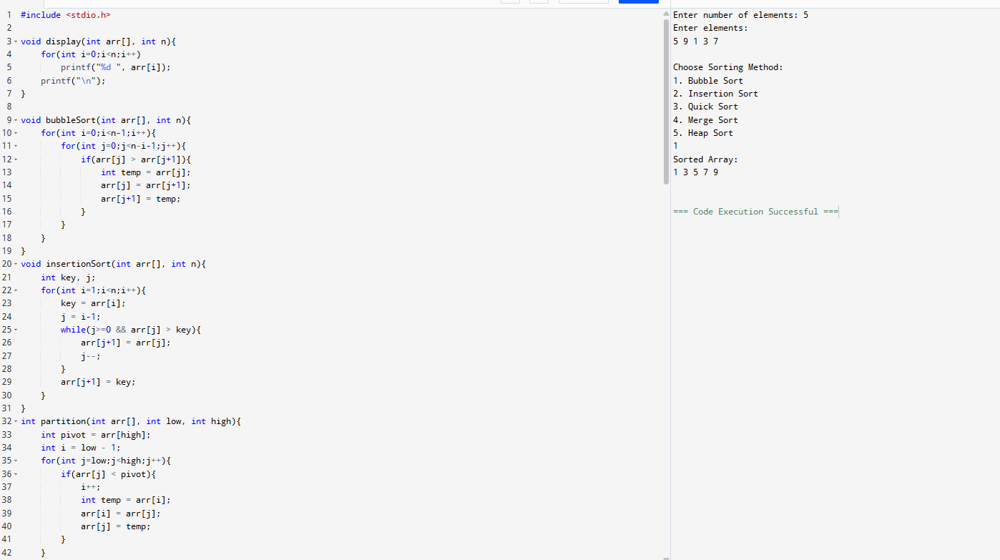 1 #include <stdio.h>
2
3 void display(int arr[], int n){
4     for(int i=0;i<n;i++)
5         printf("%d ", arr[i]);
6     printf("\n");
7 }
8
9 void bubbleSort(int arr[], int n){
10     for(int i=0;i<n-1;i++){
11         for(int j=0;j<n-i-1;j++){
12             if(arr[j] > arr[j+1]){
13                 int temp = arr[j];
14                 arr[j] = arr[j+1];
15                 arr[j+1] = temp;
16             }
17         }
18     }
19 }
20 void insertionSort(int arr[], int n){
21     int key, j;
22     for(int i=1;i<n;i++){
23         key = arr[i];
24         j = i-1;
25         while(j>=0 && arr[j] > key){
26             arr[j+1] = arr[j];
27             j--;
28         }
29         arr[j+1] = key;
30     }
31 }
32 int partition(int arr[], int low, int high){
33     int pivot = arr[high];
34     int i = low - 1;
35     for(int j=low;j<high;j++){
36         if(arr[j] < pivot){
37             i++;
38             int temp = arr[i];
39             arr[i] = arr[j];
40             arr[j] = temp;
41         }
42     }
Enter number of elements: 5
Enter elements:
5 9 1 3 7

Choose Sorting Method:
1. Bubble Sort
2. Insertion Sort
3. Quick Sort
4. Merge Sort
5. Heap Sort
1
Sorted Array:
1 3 5 7 9

=== Code Execution Successful ===